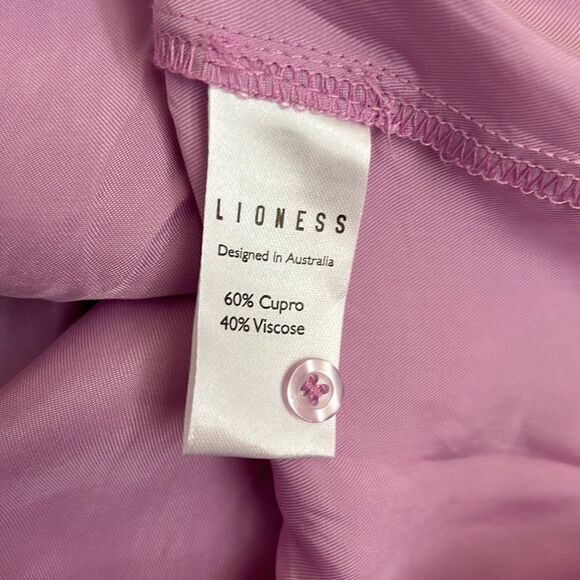 LIONESS
Designed in Australia
60% Cupro
40% Viscose